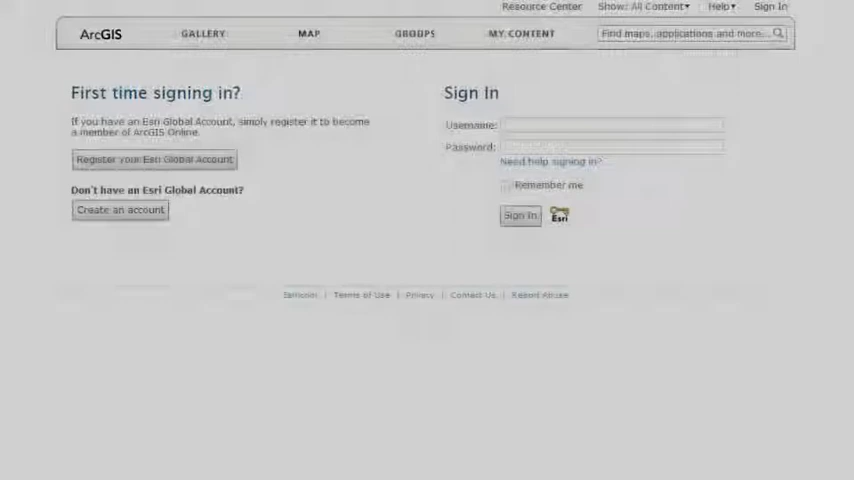 Resource Center Show: All Content▾ Help▾ Sign In
ArcGIS GALLERY MAP GROUPS MY CONTENT Find maps, applications and more...
First time signing in?
If you have an Esri Global Account, simply register it to become
a member of ArcGIS Online.
Register your Esri Global Account
Don't have an Esri Global Account?
Create an account
Sign In
Username:
Password:
Need help signing in?
Remember me
Sign In Esri
| Terms of Use | Privacy | Contact Us | Report Abuse